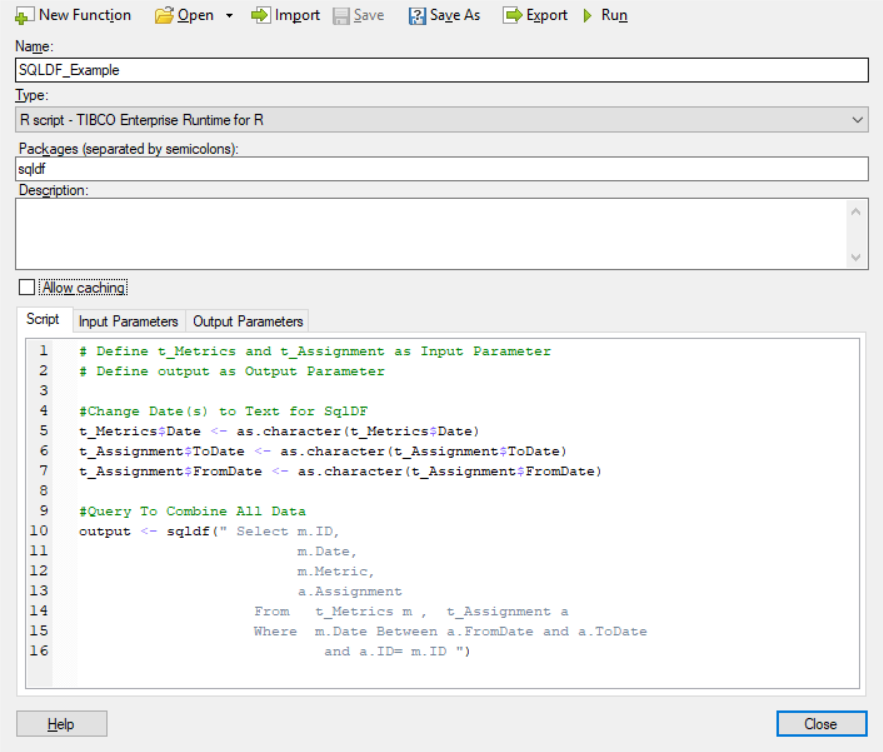 New Function Open Import Save Save As Export Run
Name:
SQLDF_Example
Type:
R script - TIBCO Enterprise Runtime for R
Packages (separated by semicolons):
sqldf
Description:
Allow caching
Script Input Parameters Output Parameters
1 # Define t_Metrics and t_Assignment as Input Parameter
2 # Define output as Output Parameter
3
4 #Change Date(s) to Text for SqlDF
5 t_Metrics$Date <- as.character(t_Metrics$Date)
6 t_Assignment$ToDate <- as.character(t_Assignment$ToDate)
7 t_Assignment$FromDate <- as.character(t_Assignment$FromDate)
8
9 #Query To Combine All Data
10 output <- sqldf(" Select m.ID,
11 m.Date,
12 m.Metric,
13 a.Assignment
14 From t_Metrics m , t_Assignment a
15 Where m.Date Between a.FromDate and a.ToDate
16 and a.ID= m.ID ")
Help Close